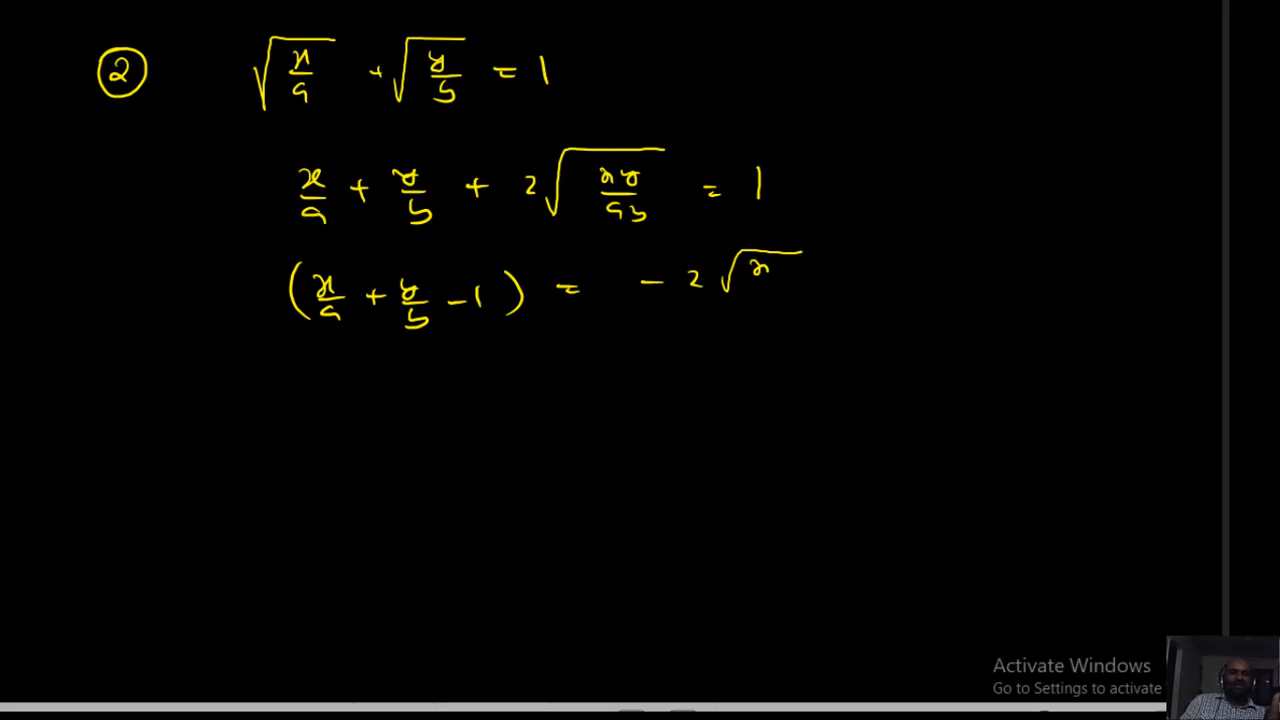 ② √(x/a) + √(y/b) = 1
x/a + y/b + 2√(xy/ab) = 1
(x/a + y/b - 1) = - 2√x
Activate Windows
Go to Settings to activate